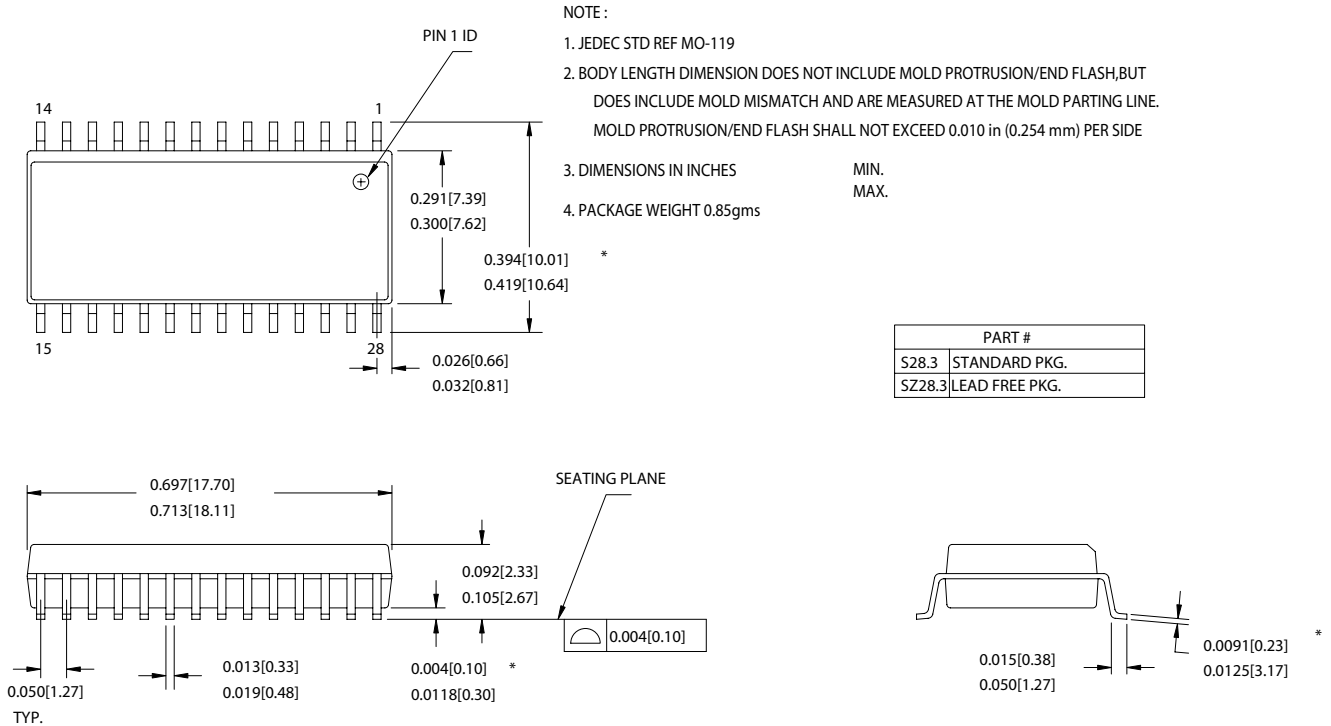 NOTE :
PIN 1 ID
1. JEDEC STD REF MO-119
2. BODY LENGTH DIMENSION DOES NOT INCLUDE MOLD PROTRUSION/END FLASH,BUT
DOES INCLUDE MOLD MISMATCH AND ARE MEASURED AT THE MOLD PARTING LINE.
MOLD PROTRUSION/END FLASH SHALL NOT EXCEED 0.010 in (0.254 mm) PER SIDE
3. DIMENSIONS IN INCHES
MIN.
MAX.
4. PACKAGE WEIGHT 0.85gms
14
1
0.291[7.39]
0.300[7.62]
0.394[10.01] *
0.419[10.64]
15
28
0.026[0.66]
0.032[0.81]
PART #
S28.3 STANDARD PKG.
SZ28.3 LEAD FREE PKG.
0.697[17.70]
0.713[18.11]
SEATING PLANE
0.092[2.33]
0.105[2.67]
0.004[0.10]
0.050[1.27]
TYP.
0.013[0.33]
0.019[0.48]
0.004[0.10] *
0.0118[0.30]
0.015[0.38]
0.050[1.27]
0.0091[0.23] *
0.0125[3.17]